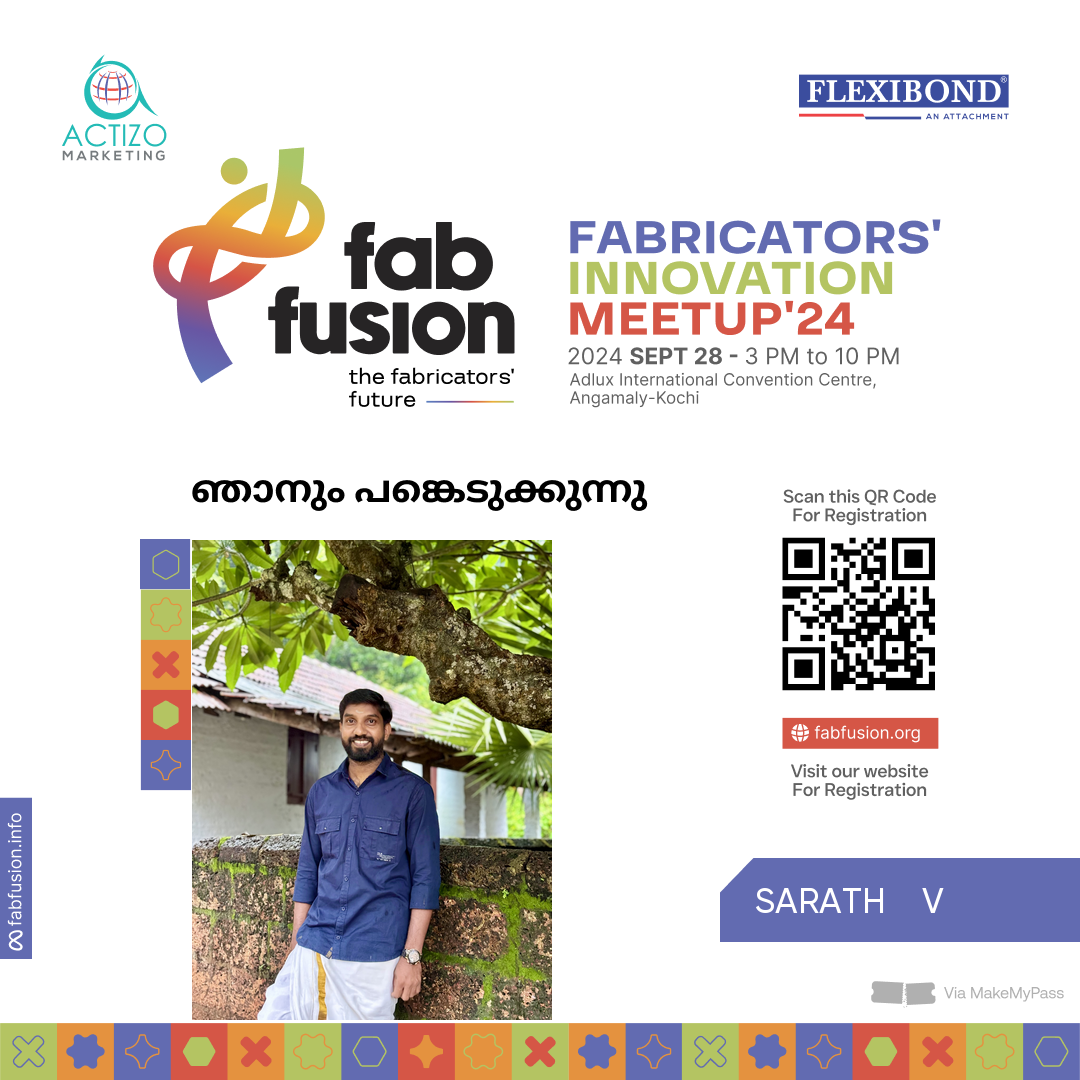 ACTIZO
MARKETING
FLEXIBOND®
AN ATTACHMENT
fab
fusion
the fabricators'
future
FABRICATORS'
INNOVATION
MEETUP'24
2024 SEPT 28 - 3 PM to 10 PM
Adlux International Convention Centre,
Angamaly-Kochi
ഞാനും പങ്കെടുക്കുന്നു
Scan this QR Code
For Registration
fabfusion.org
Visit our website
For Registration
fabfusion.info
SARATH V
Via MakeMyPass